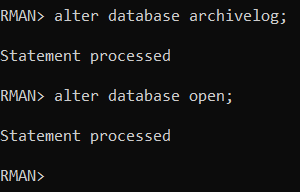 RMAN> alter database archivelog;
Statement processed
RMAN> alter database open;
Statement processed
RMAN>